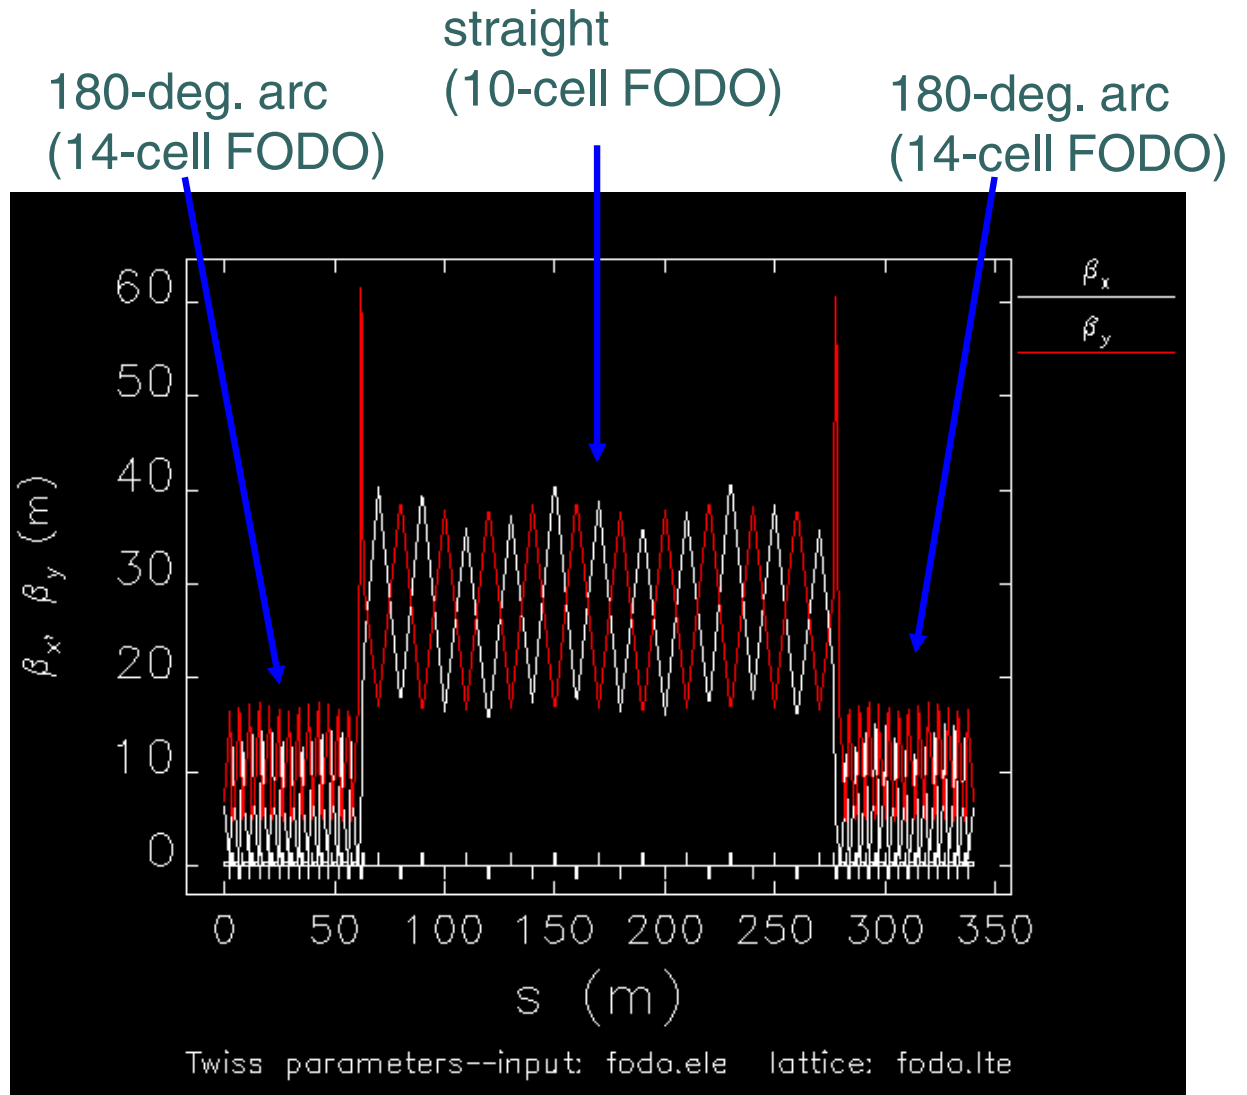 straight
(10-cell FODO)
180-deg. arc
(14-cell FODO)
180-deg. arc
(14-cell FODO)
βx
βy
60
50
40
30
20
10
0
βx, βy (m)
0 50 100 150 200 250 300 350
s (m)
Twiss parameters--input: fodo.ele lattice: fodo.lte